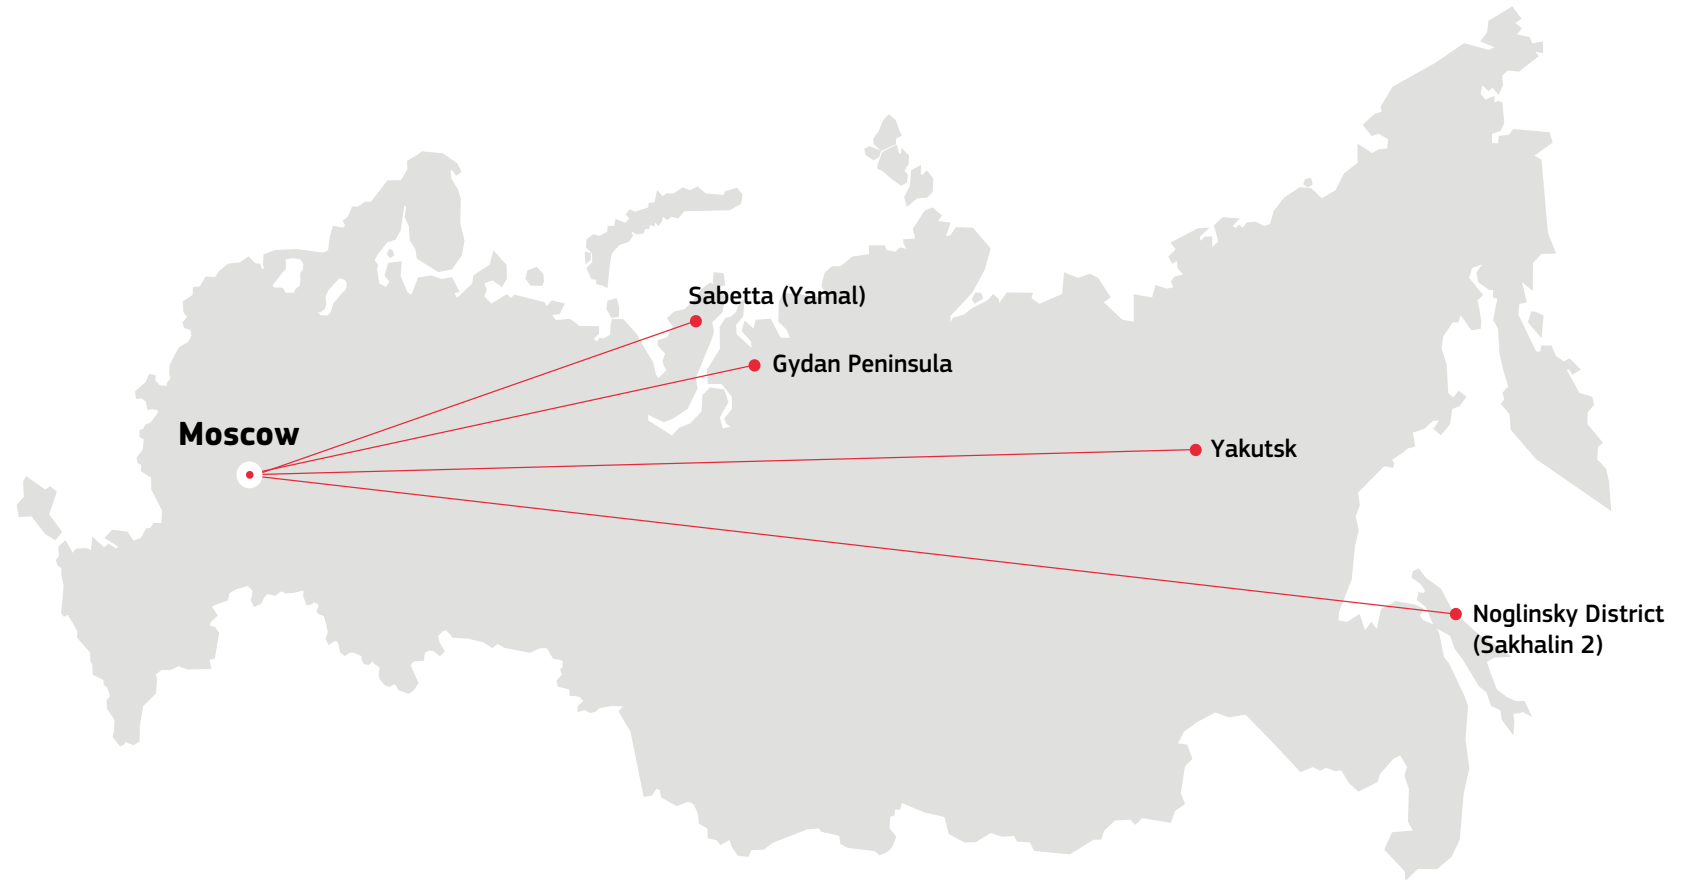 Sabetta (Yamal)
Gydan Peninsula
Moscow
Yakutsk
Noglinsky District
(Sakhalin 2)